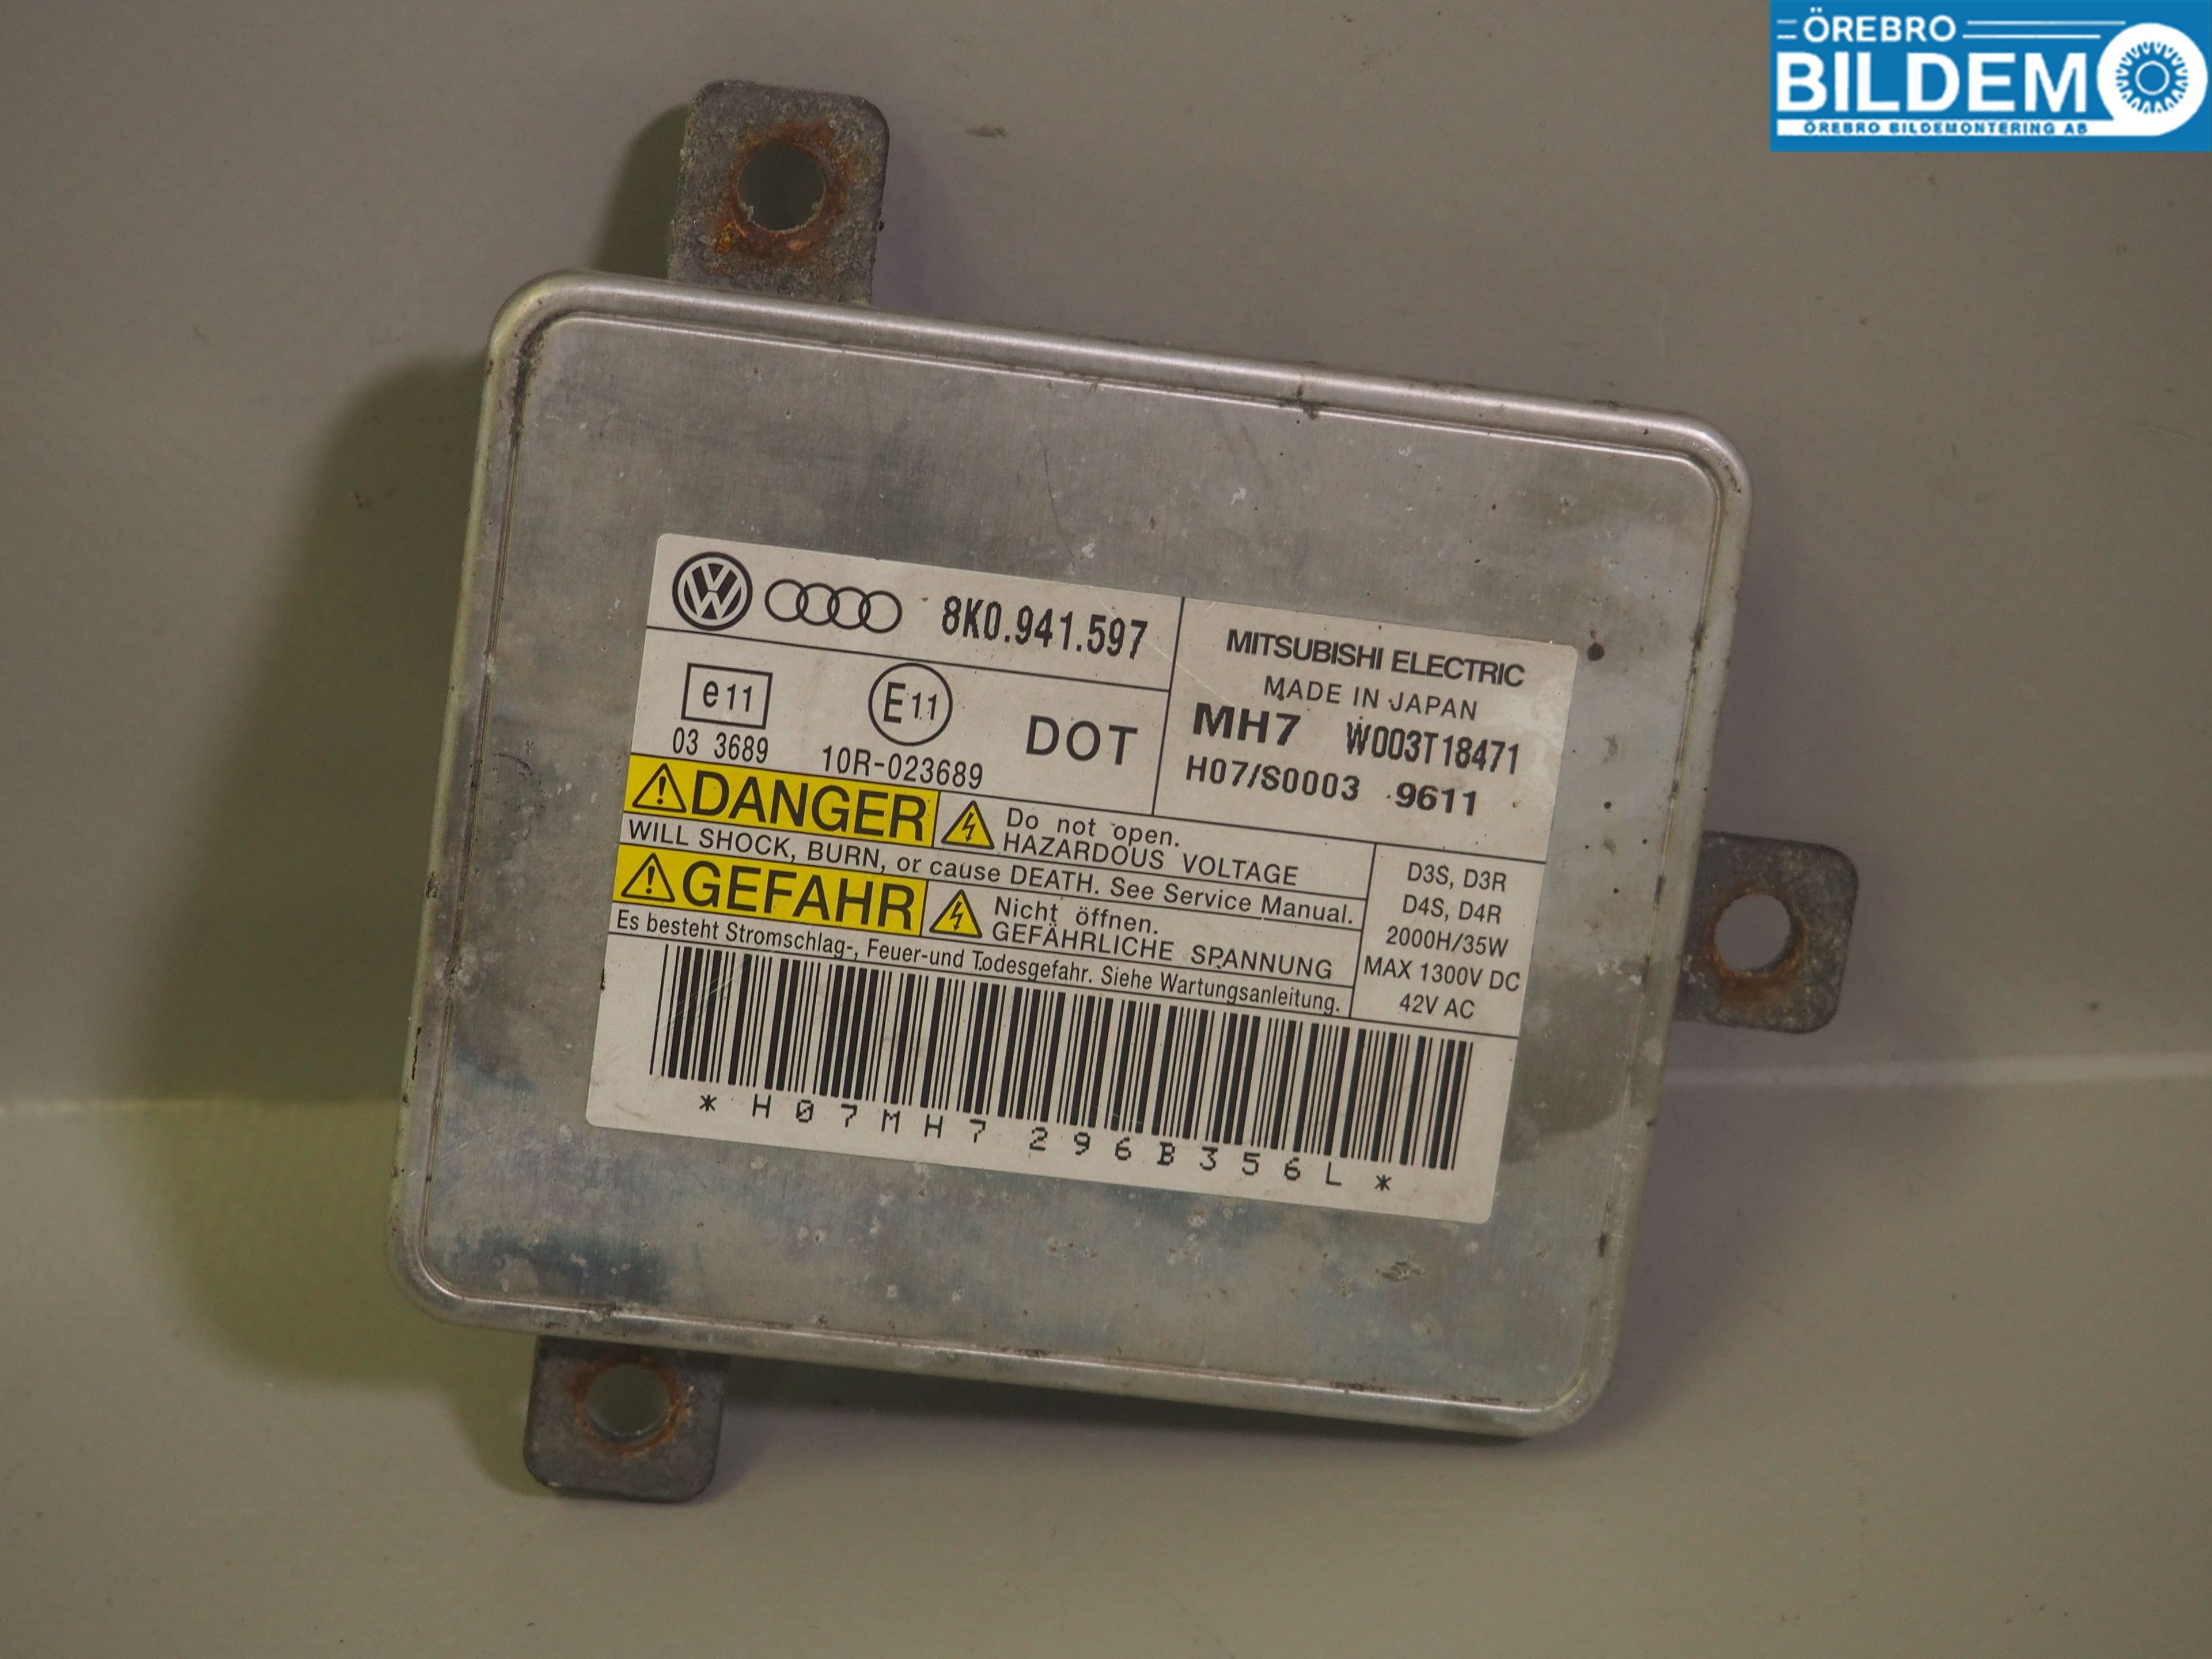 ÖREBRO
BILDEMO
ÖREBRO BILDEMONTERING AB
8K0.941.597
e11
03 3689
E11
10R-023689
DOT
MITSUBISHI ELECTRIC
MADE IN JAPAN
MH7 W003T18471
H07/S0003 9611
DANGER
Do not open.
HAZARDOUS VOLTAGE
WILL SHOCK, BURN, or cause DEATH. See Service Manual.
GEFAHR
Nicht öffnen.
GEFÄHRLICHE SPANNUNG
Es besteht Stromschlag-, Feuer-und Todesgefahr. Siehe Wartungsanleitung.
D3S, D3R
D4S, D4R
2000H/35W
MAX 1300V DC
42V AC
*H07MH7 296B356L*